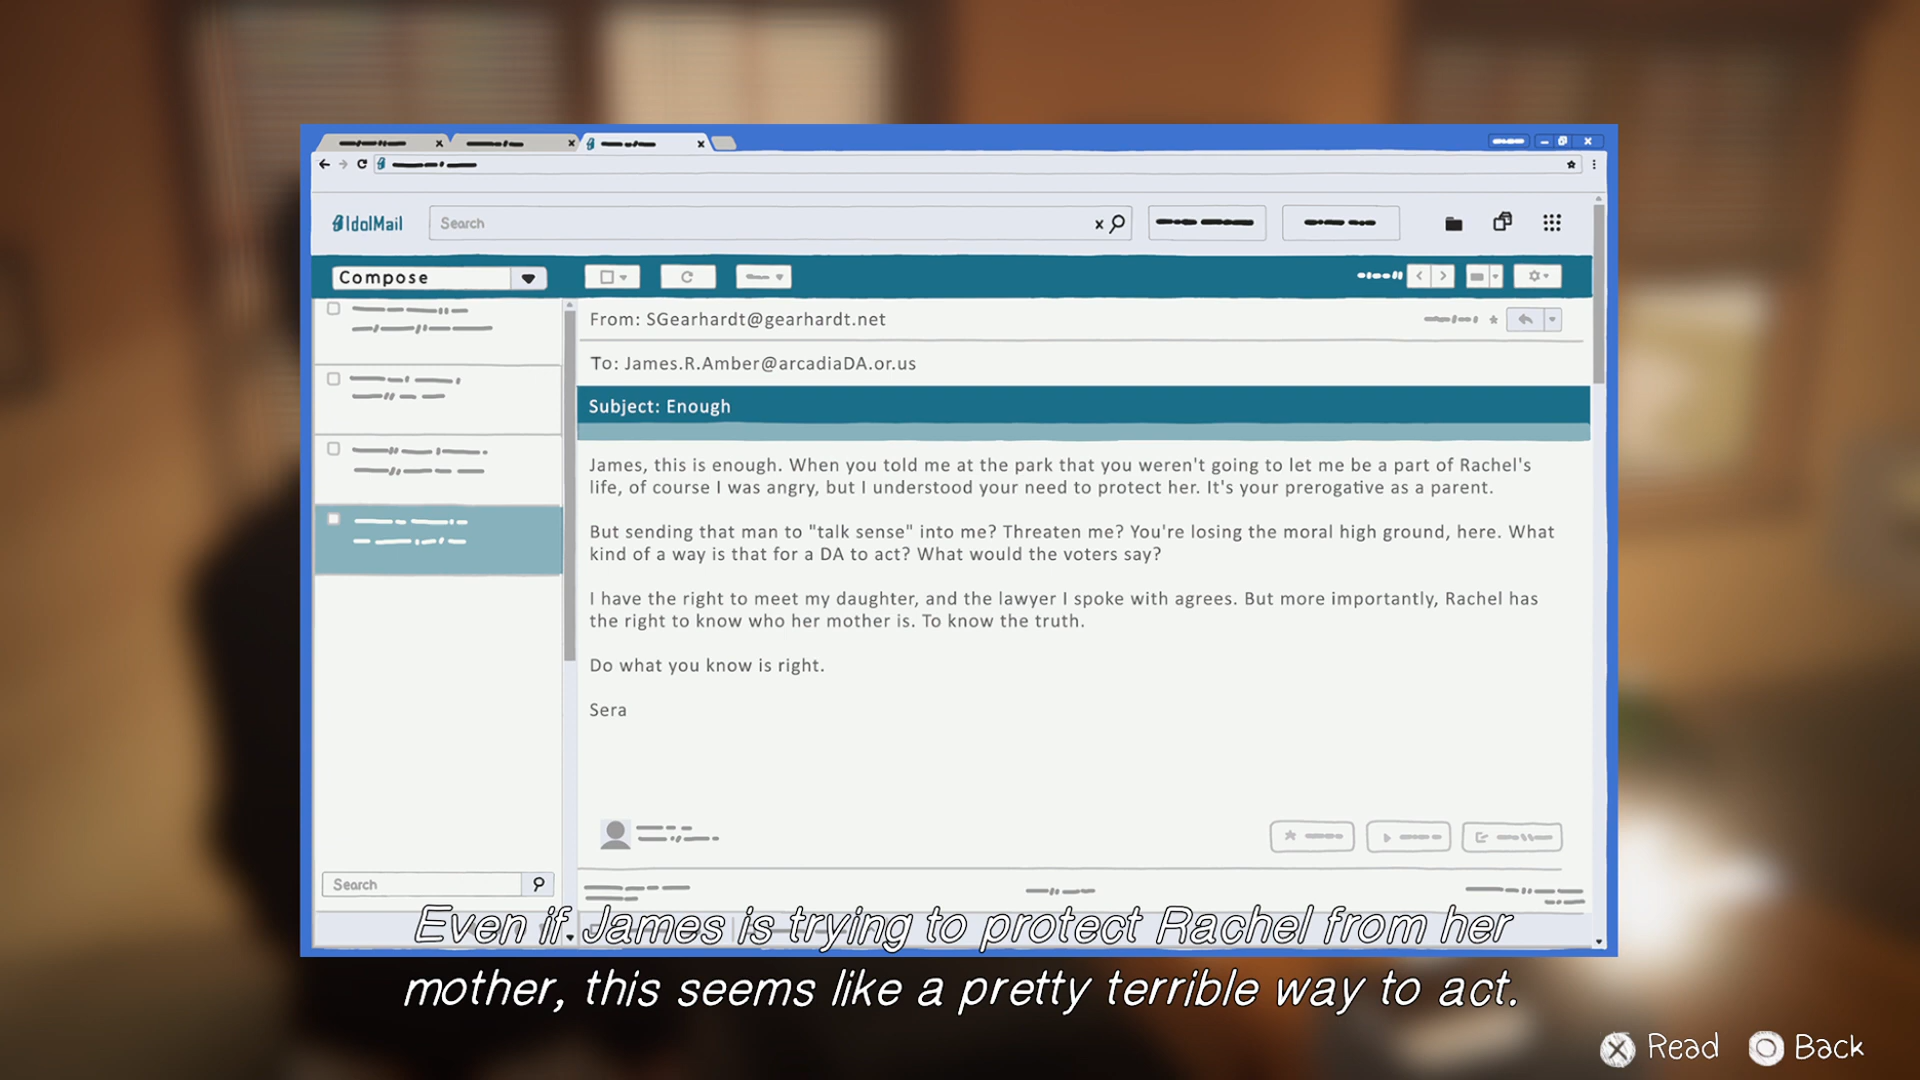 IdolMail
Search
Compose
From: SGearhardt@gearhardt.net
To: James.R.Amber@arcadiaDA.or.us
Subject: Enough
James, this is enough. When you told me at the park that you weren't going to let me be a part of Rachel's
life, of course I was angry, but I understood your need to protect her. It's your prerogative as a parent.
But sending that man to "talk sense" into me? Threaten me? You're losing the moral high ground, here. What
kind of a way is that for a DA to act? What would the voters say?
I have the right to meet my daughter, and the lawyer I spoke with agrees. But more importantly, Rachel has
the right to know who her mother is. To know the truth.
Do what you know is right.
Sera
Search
Even if James is trying to protect Rachel from her
mother, this seems like a pretty terrible way to act.
Read Back